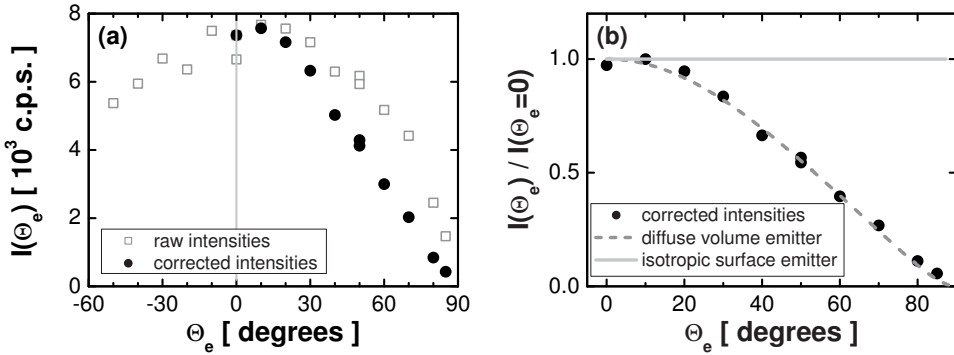 (a)
I(Θe) [ 10³ c.p.s. ]
8
6
4
2
0
raw intensities
corrected intensities
-60 -30 0 30 60 90
Θe [ degrees ]
(b)
I(Θe) / I(Θe=0)
1.0
0.5
0.0
corrected intensities
diffuse volume emitter
isotropic surface emitter
0 20 40 60 80
Θe [ degrees ]